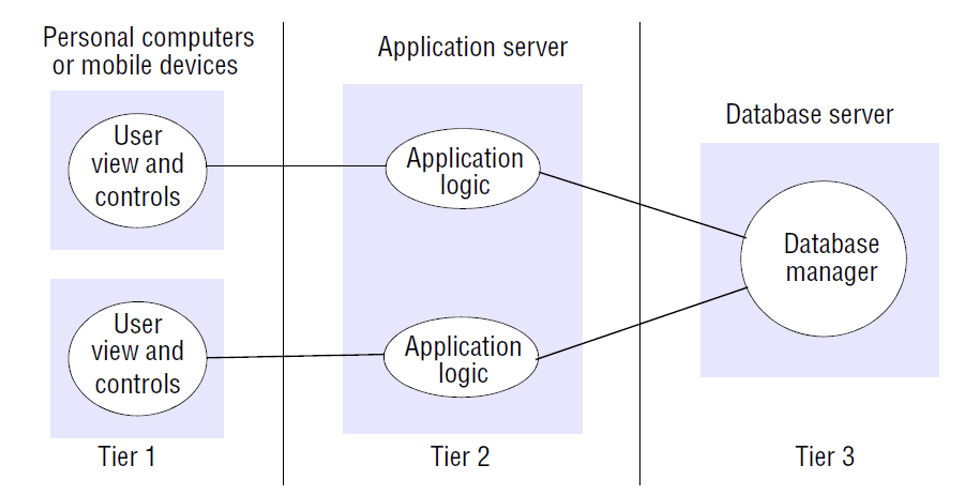 Personal computers
or mobile devices
Application server
Database server
User
view and
controls
Application
logic
Database
manager
User
view and
controls
Application
logic
Tier 1
Tier 2
Tier 3